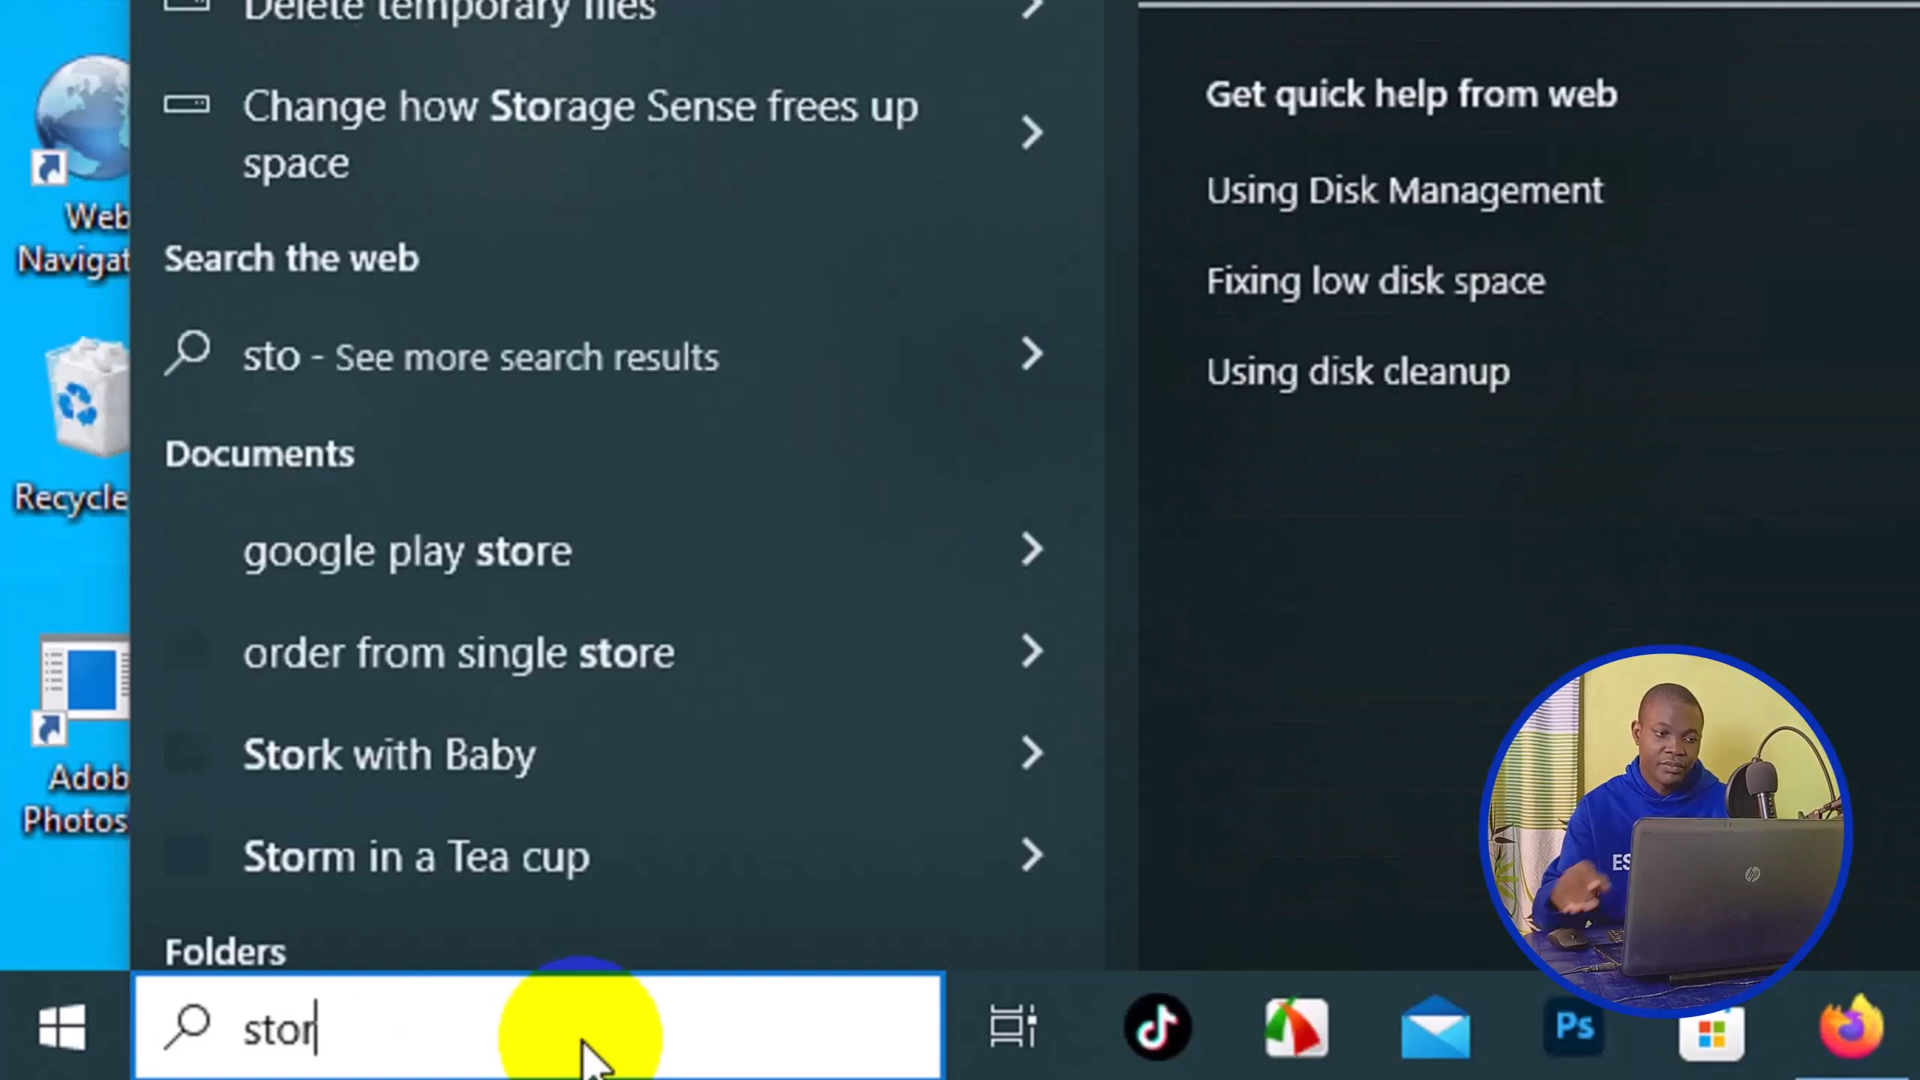 Delete temporary files
Change how Storage Sense frees up
space
Search the web
sto - See more search results
Documents
google play store
order from single store
Stork with Baby
Storm in a Tea cup
Folders
stor
Get quick help from web
Using Disk Management
Fixing low disk space
Using disk cleanup
Web
Navigat
Recycle
Adob
Photos
Ps
ES
hp